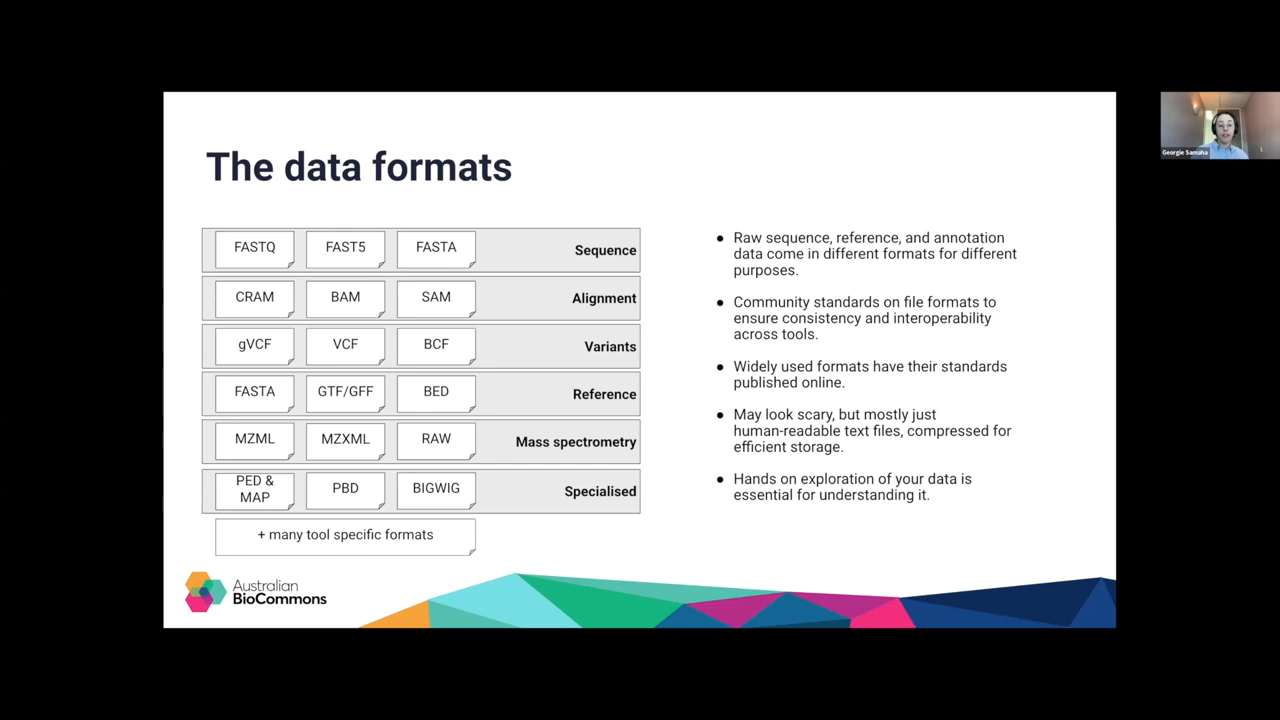 The data formats
FASTQ FAST5 FASTA Sequence
CRAM BAM SAM Alignment
gVCF VCF BCF Variants
FASTA GTF/GFF BED Reference
MZML MZXML RAW Mass spectrometry
PED &
MAP PBD BIGWIG Specialised
+ many tool specific formats
● Raw sequence, reference, and annotation
data come in different formats for different
purposes.
● Community standards on file formats to
ensure consistency and interoperability
across tools.
● Widely used formats have their standards
published online.
● May look scary, but mostly just
human-readable text files, compressed for
efficient storage.
● Hands on exploration of your data is
essential for understanding it.
Australian
BioCommons
Georgie Samaha